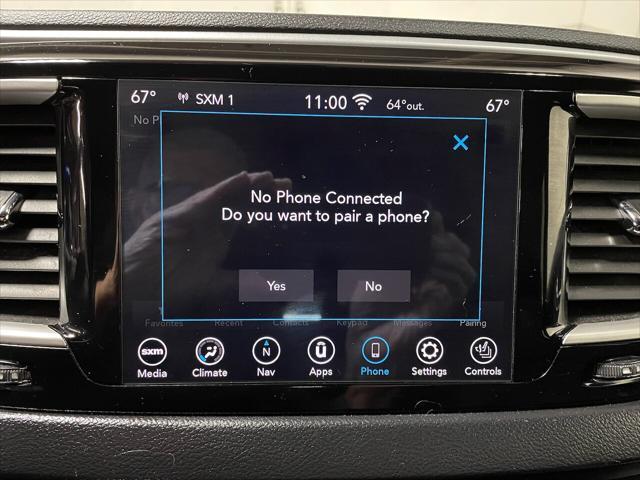 67° SXM 1 11:00 64°out. 67°
No P
No Phone Connected
Do you want to pair a phone?
Yes No
Favorites Recent Contacts Keypad Messages Pairing
sxm N u
Media Climate Nav Apps Phone Settings Controls